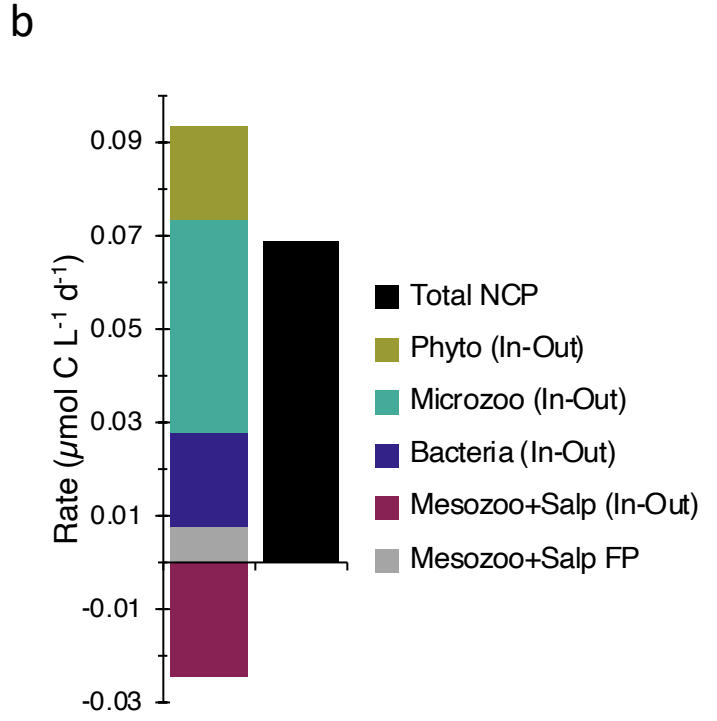 b
0.09
0.07
0.05
0.03
0.01
-0.01
-0.03
Rate (µmol C L⁻¹ d⁻¹)
Total NCP
Phyto (In-Out)
Microzoo (In-Out)
Bacteria (In-Out)
Mesozoo+Salp (In-Out)
Mesozoo+Salp FP